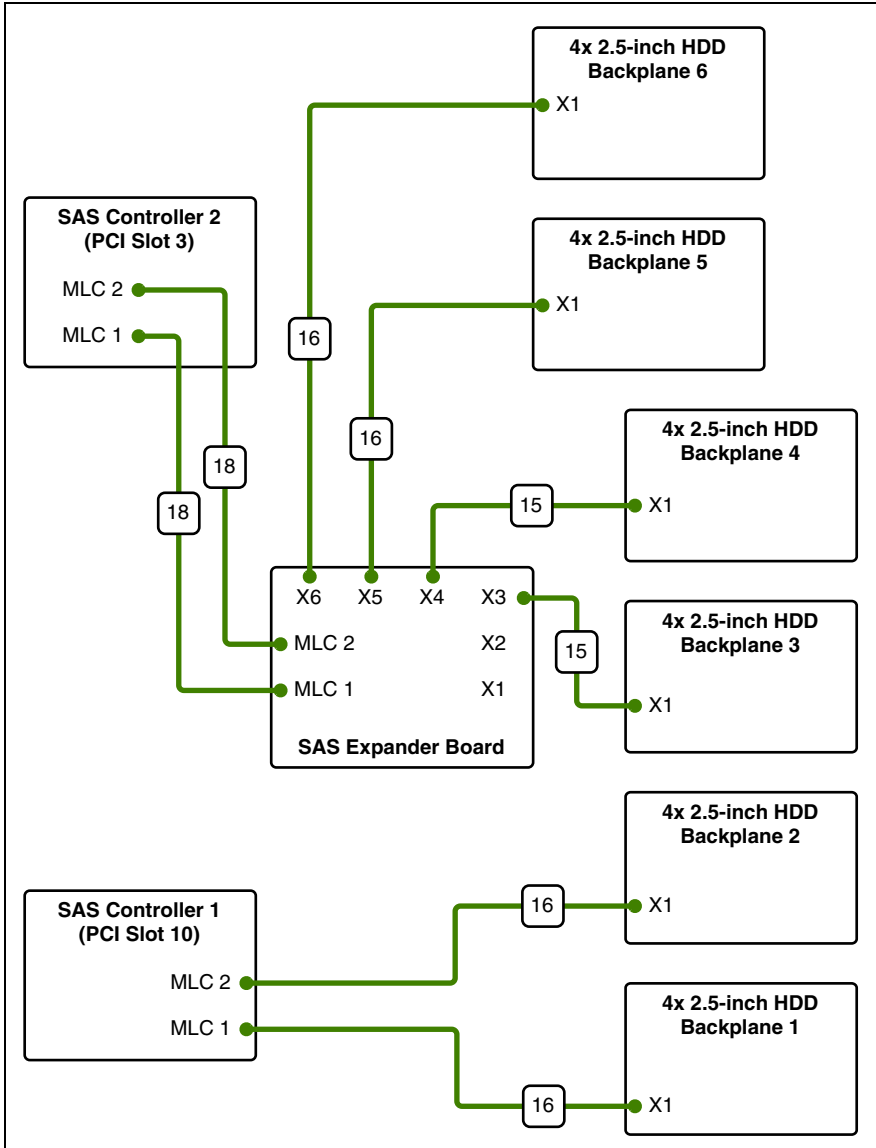 4x 2.5-inch HDD
Backplane 6
X1
SAS Controller 2
(PCI Slot 3)
MLC 2
MLC 1
4x 2.5-inch HDD
Backplane 5
X1
16
16
18
18
4x 2.5-inch HDD
Backplane 4
15
X1
X6 X5 X4 X3
MLC 2 X2
MLC 1 X1
SAS Expander Board
15
4x 2.5-inch HDD
Backplane 3
X1
4x 2.5-inch HDD
Backplane 2
16
X1
SAS Controller 1
(PCI Slot 10)
MLC 2
MLC 1
4x 2.5-inch HDD
Backplane 1
16
X1